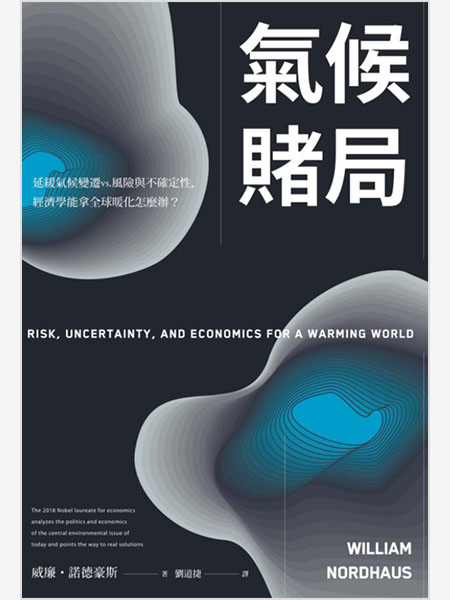 氣候
賭局
延緩氣候變遷vs.風險與不確定性,
經濟學能拿全球暖化怎麼辦？
RISK, UNCERTAINTY, AND ECONOMICS FOR A WARMING WORLD
The 2018 Nobel laureate for economics
analyzes the politics and economics
of the central environmental issue of
today and points the way to real solutions
WILLIAM
NORDHAUS
威廉・諾德豪斯——著 劉道捷——譯